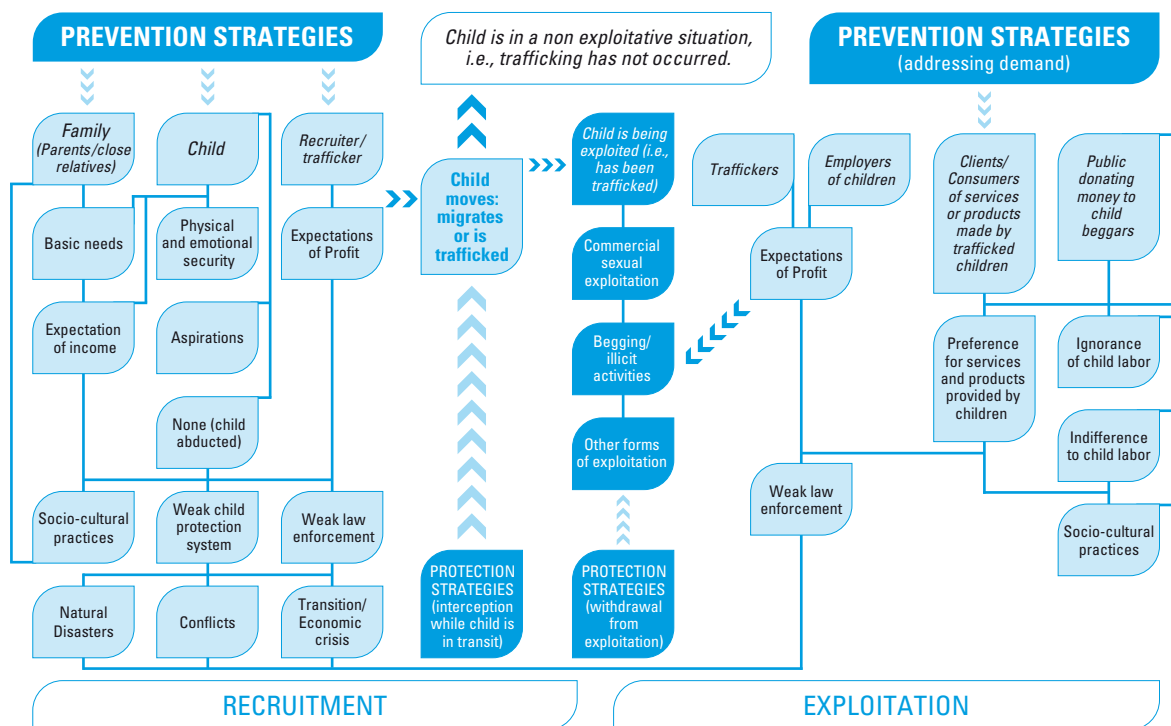 PREVENTION STRATEGIES
Child is in a non exploitative situation,
i.e., trafficking has not occurred.
PREVENTION STRATEGIES
(addressing demand)
Family
(Parents/close
relatives)
Child
Recruiter/
trafficker
Child
moves:
migrates
or is
trafficked
Child is being
exploited (i.e.,
has been
trafficked)
Traffickers
Employers
of children
Clients/
Consumers
of services
or products
made by
trafficked
children
Public
donating
money to
child
beggars
Basic needs
Physical
and emotional
security
Expectations
of Profit
Commercial
sexual
exploitation
Expectations
of Profit
Expectation
of income
Aspirations
Begging/
illicit
activities
Preference
for services
and products
provided by
children
Ignorance
of child labor
None (child
abducted)
Other forms
of exploitation
Indifference
to child labor
Socio-cultural
practices
Weak child
protection
system
Weak law
enforcement
Weak law
enforcement
Socio-cultural
practices
Natural
Disasters
Conflicts
Transition/
Economic
crisis
PROTECTION
STRATEGIES
(interception
while child is
in transit)
PROTECTION
STRATEGIES
(withdrawal
from
exploitation)
RECRUITMENT
EXPLOITATION